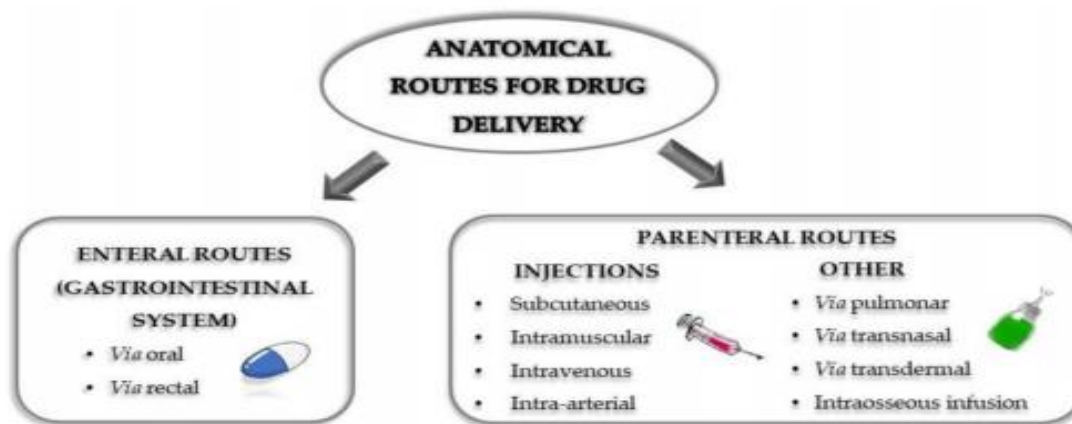 ANATOMICAL
ROUTES FOR DRUG
DELIVERY
ENTERAL ROUTES
(GASTROINTESTINAL
SYSTEM)
• Via oral
• Via rectal
PARENTERAL ROUTES
INJECTIONS
• Subcutaneous
• Intramuscular
• Intravenous
• Intra-arterial
OTHER
• Via pulmonar
• Via transnasal
• Via transdermal
• Intraosseous infusion